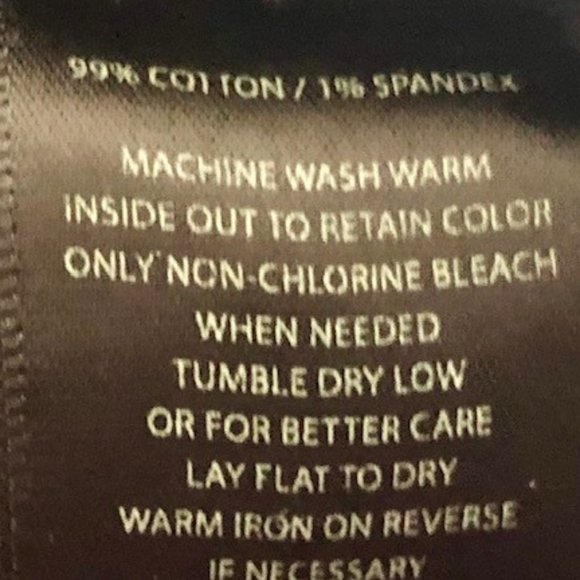 99% COTTON / 1% SPANDEX
MACHINE WASH WARM
INSIDE OUT TO RETAIN COLOR
ONLY NON-CHLORINE BLEACH
WHEN NEEDED
TUMBLE DRY LOW
OR FOR BETTER CARE
LAY FLAT TO DRY
WARM IRON ON REVERSE
IF NECESSARY